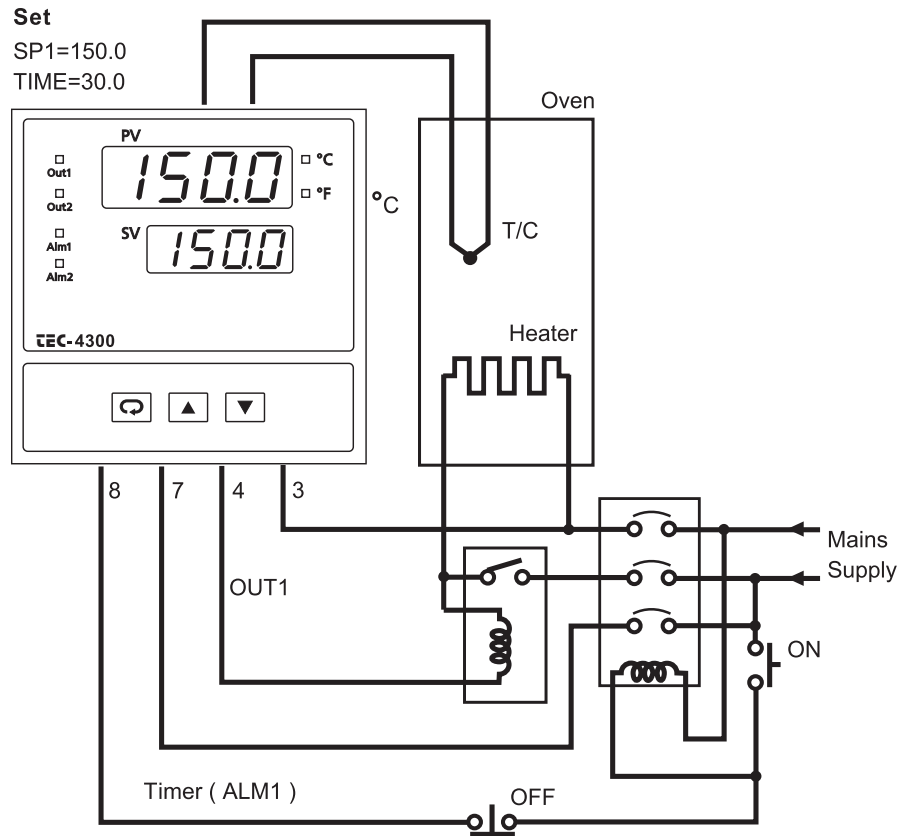 Set
SP1=150.0
TIME=30.0
Oven
PV
150.0
Out1
Out2
°C
°F
°C
SV
150.0
Alm1
Alm2
T/C
TEC-4300
Heater
8
7
4
3
Mains
Supply
OUT1
ON
Timer ( ALM1 )
OFF